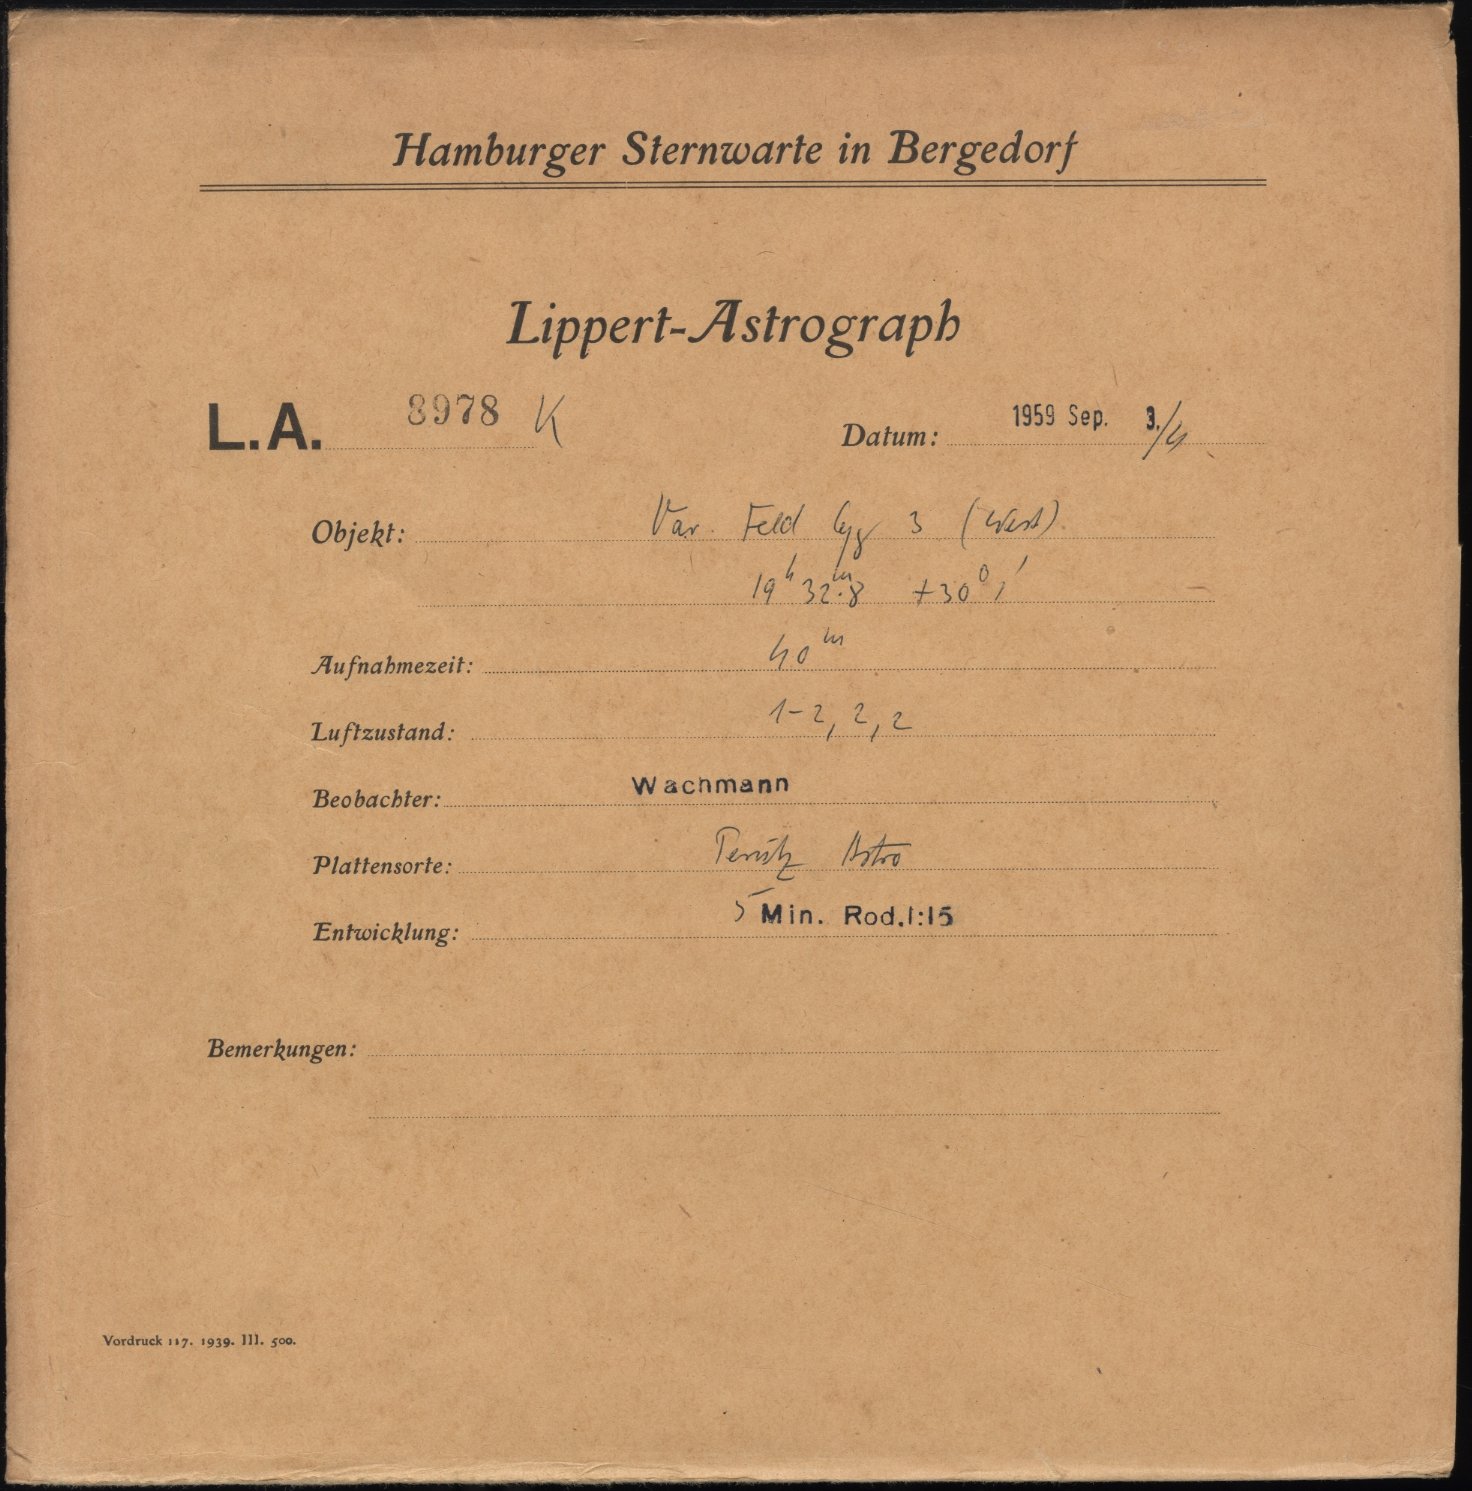 Hamburger Sternwarte in Bergedorf
Lippert-Astrograph
L.A. 8978 K
Datum: 1959 Sep. 3./4
Objekt: Var. Feld Cyg 3 (West)
19ʰ 32ᵐ.8 +30° 1′
Aufnahmezeit: 40ᵐ
Luftzustand: 1-2, 2, 2
Beobachter: Wachmann
Plattensorte: Perutz Astro
Entwicklung: 5 Min. Rod.1:15
Bemerkungen:
Vordruck 117. 1939. III. 500.